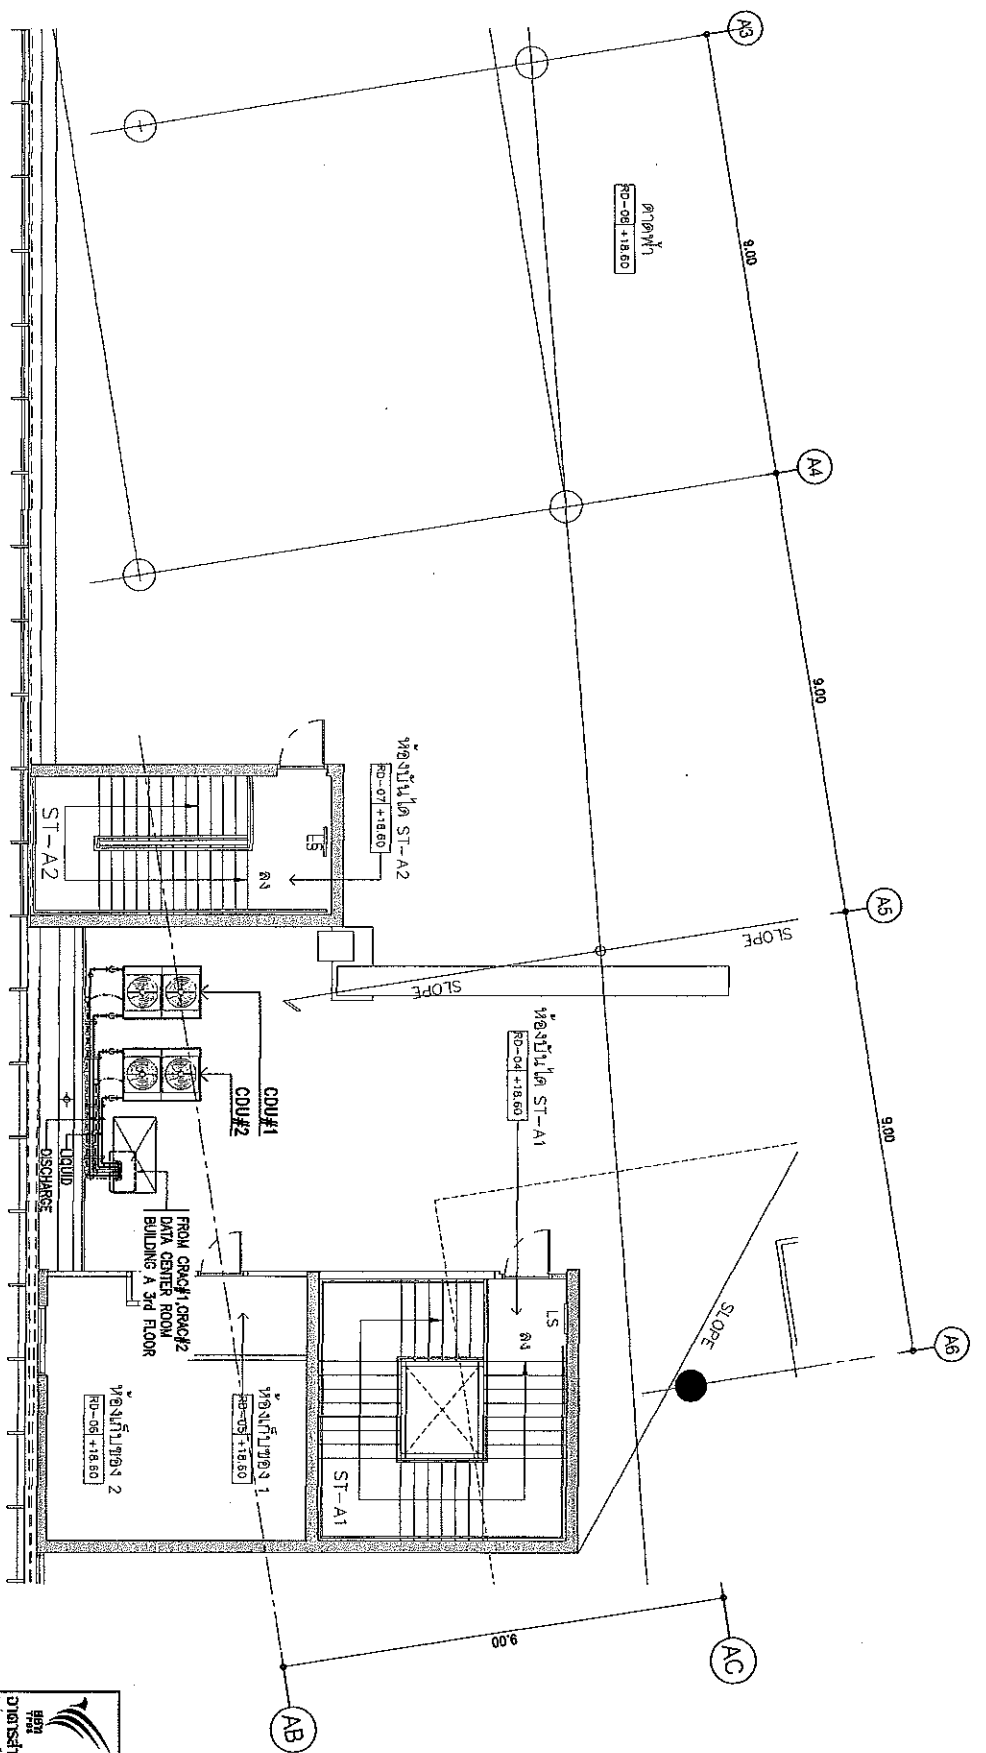 A3
9.00
A4
9.00
A5
9.00
A6
ดาดฟ้า
RD-08 +18.60
SLOPE
SLOPE
SLOPE
ห้องบันได ST-A2
RD-07 +18.60
LS
ลง
ST-A2
ห้องบันได ST-A1
RD-04 +18.60
LS
ลง
ST-A1
CDU#1
CDU#2
LIQUID
DISCHARGE
FROM CRAC#1,CRAC#2
DATA CENTER ROOM
BUILDING A 3rd FLOOR
ห้องเก็บของ 1
RD-05 +18.60
ห้องเก็บของ 2
RD-06 +18.60
9.00
AC
AB